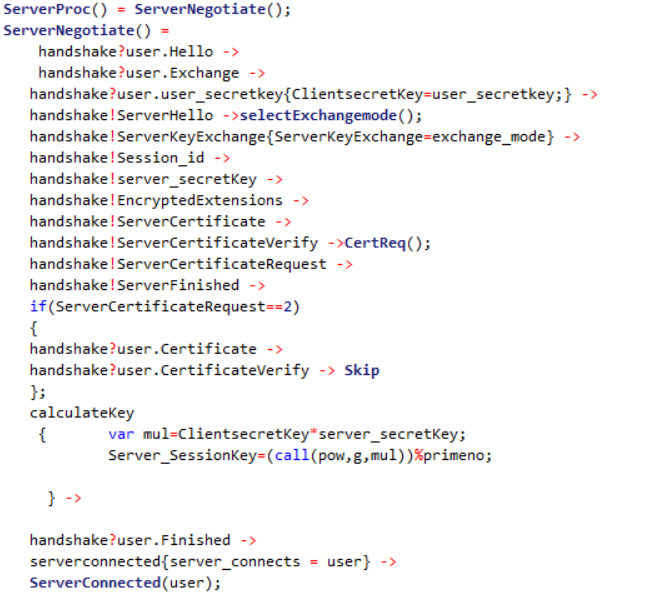 ServerProc() = ServerNegotiate();
ServerNegotiate() =
handshake?user.Hello ->
handshake?user.Exchange ->
handshake?user.user_secretkey{ClientsecretKey=user_secretkey;} ->
handshake!ServerHello ->selectExchangemode();
handshake!ServerKeyExchange{ServerKeyExchange=exchange_mode} ->
handshake!Session_id ->
handshake!server_secretKey ->
handshake!EncryptedExtensions ->
handshake!ServerCertificate ->
handshake!ServerCertificateVerify ->CertReq();
handshake!ServerCertificateRequest ->
handshake!ServerFinished ->
if(ServerCertificateRequest==2)
{
handshake?user.Certificate ->
handshake?user.CertificateVerify -> Skip
};
calculateKey
{ var mul=ClientsecretKey*server_secretKey;
Server_SessionKey=(call(pow,g,mul))%primeno;
} ->
handshake?user.Finished ->
serverconnected{server_connects = user} ->
ServerConnected(user);